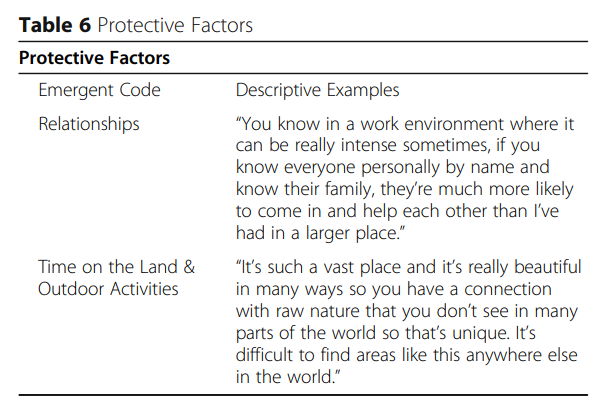 Table 6 Protective Factors
Protective Factors
Emergent Code Descriptive Examples
Relationships “You know in a work environment where it
can be really intense sometimes, if you
know everyone personally by name and
know their family, they’re much more likely
to come in and help each other than I’ve
had in a larger place.”
Time on the Land & “It’s such a vast place and it’s really beautiful
Outdoor Activities in many ways so you have a connection
with raw nature that you don’t see in many
parts of the world so that’s unique. It’s
difficult to find areas like this anywhere else
in the world.”